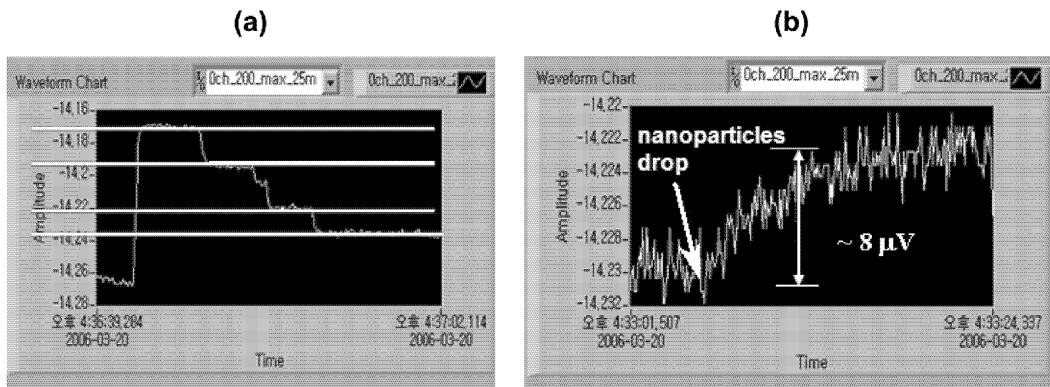 (a)
(b)
Waveform Chart
0ch_200_max_25m
0ch_200_max_2
-14,16
-14,18
-14,2
-14,22
-14,24
-14,26
-14,28
Amplitude
오후 4:36:39,284
2006-03-20
오후 4:37:02,114
2006-03-20
Time
Waveform Chart
0ch_200_max_25m
0ch_200_max_2
-14,22
-14,222
-14,224
-14,226
-14,228
-14,23
-14,232
Amplitude
nanoparticles
drop
~ 8 μV
오후 4:33:01,507
2006-03-20
오후 4:33:24,337
2006-03-20
Time